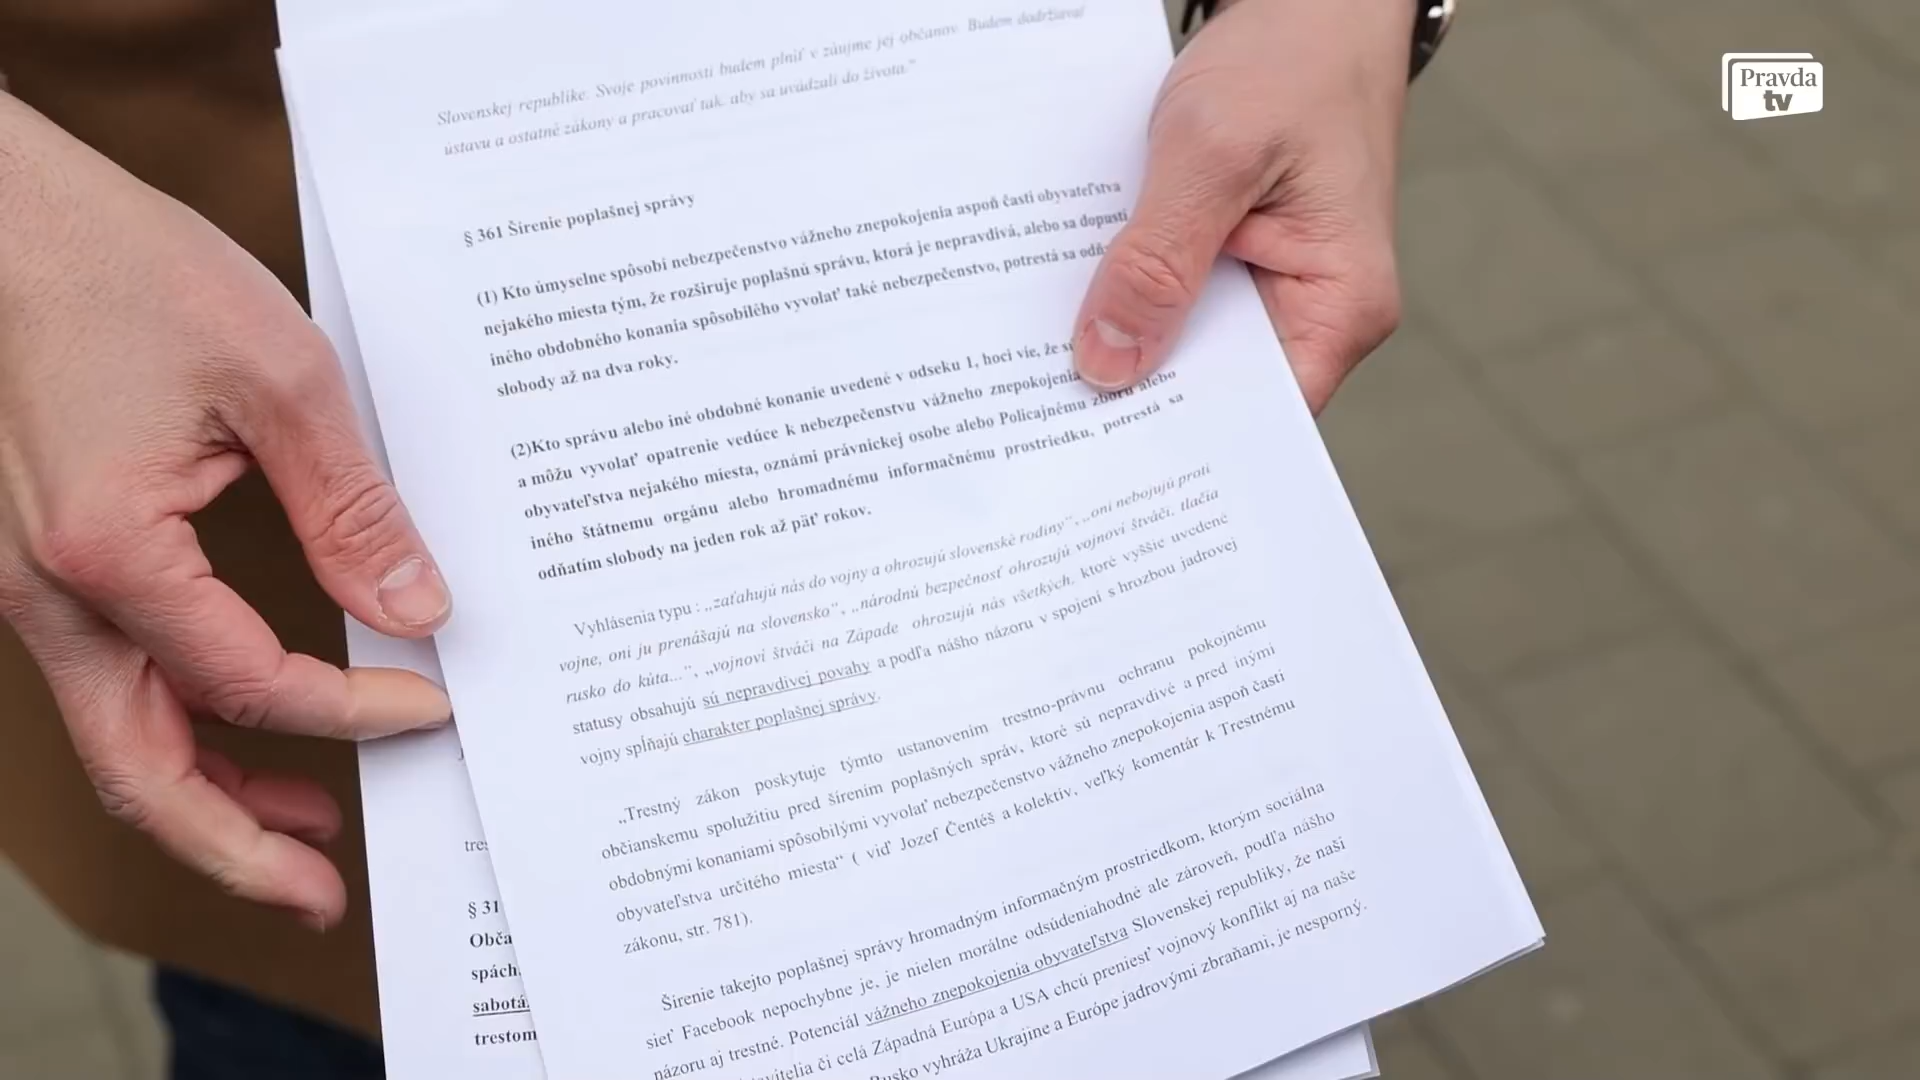 Slovenskej republike. Svoje povinnosti budem plniť v záujme jej občanov. Budem dodržiavať
ústavu a ostatné zákony a pracovať tak, aby sa uvádzali do života."
§ 361 Šírenie poplašnej správy
(1) Kto úmyselne spôsobí nebezpečenstvo vážneho znepokojenia aspoň časti obyvateľstva
nejakého miesta tým, že rozširuje poplašnú správu, ktorá je nepravdivá, alebo sa dopustí
iného obdobného konania spôsobilého vyvolať také nebezpečenstvo, potrestá sa
slobody až na dva roky.
(2)Kto správu alebo iné obdobné konanie uvedené v odseku 1, hoci vie, že
a môžu vyvolať opatrenie vedúce k nebezpečenstvu vážneho znepokojenia
obyvateľstva nejakého miesta, oznámi právnickej osobe alebo Policajnému zboru alebo
iného štátnemu orgánu alebo hromadnému informačnému prostriedku, potrestá sa
odňatím slobody na jeden rok až päť rokov.
Vyhlásenia typu : „zaťahujú nás do vojny a ohrozujú slovenské rodiny", „oni nebojujú proti
vojne, oni ju prenášajú na slovensko", „národnú bezpečnosť ohrozujú vojnoví štváči, tlačia
rusko do kúta...", „vojnoví štváči na Západe ohrozujú nás všetkých, ktoré vyššie uvedené
statusy obsahujú sú nepravdivej povahy a podľa nášho názoru v spojení s hrozbou jadrovej
vojny spĺňajú charakter poplašnej správy.
„Trestný zákon poskytuje týmto ustanovením trestno-právnu ochranu pokojnému
občianskemu spolužitiu pred šírením poplašných správ, ktoré sú nepravdivé a pred inými
obdobnými konaniami spôsobilými vyvolať nebezpečenstvo vážneho znepokojenia aspoň časti
obyvateľstva určitého miesta" ( viď Jozef Čentéš a kolektív, veľký komentár k Trestnému
zákonu, str. 781).
Šírenie takejto poplašnej správy hromadným informačným prostriedkom, ktorým sociálna
sieť Facebook nepochybne je, je nielen morálne odsúdeniahodné ale zároveň, podľa nášho
názoru aj trestné. Potenciál vážneho znepokojenia obyvateľstva Slovenskej republiky, že naši
či celá Západná Európa a USA chcú preniesť vojnový konflikt aj na naše
vyhráža Ukrajine a Európe jadrovými zbraňami, je nesporný.
§ 31
Pravda
tv